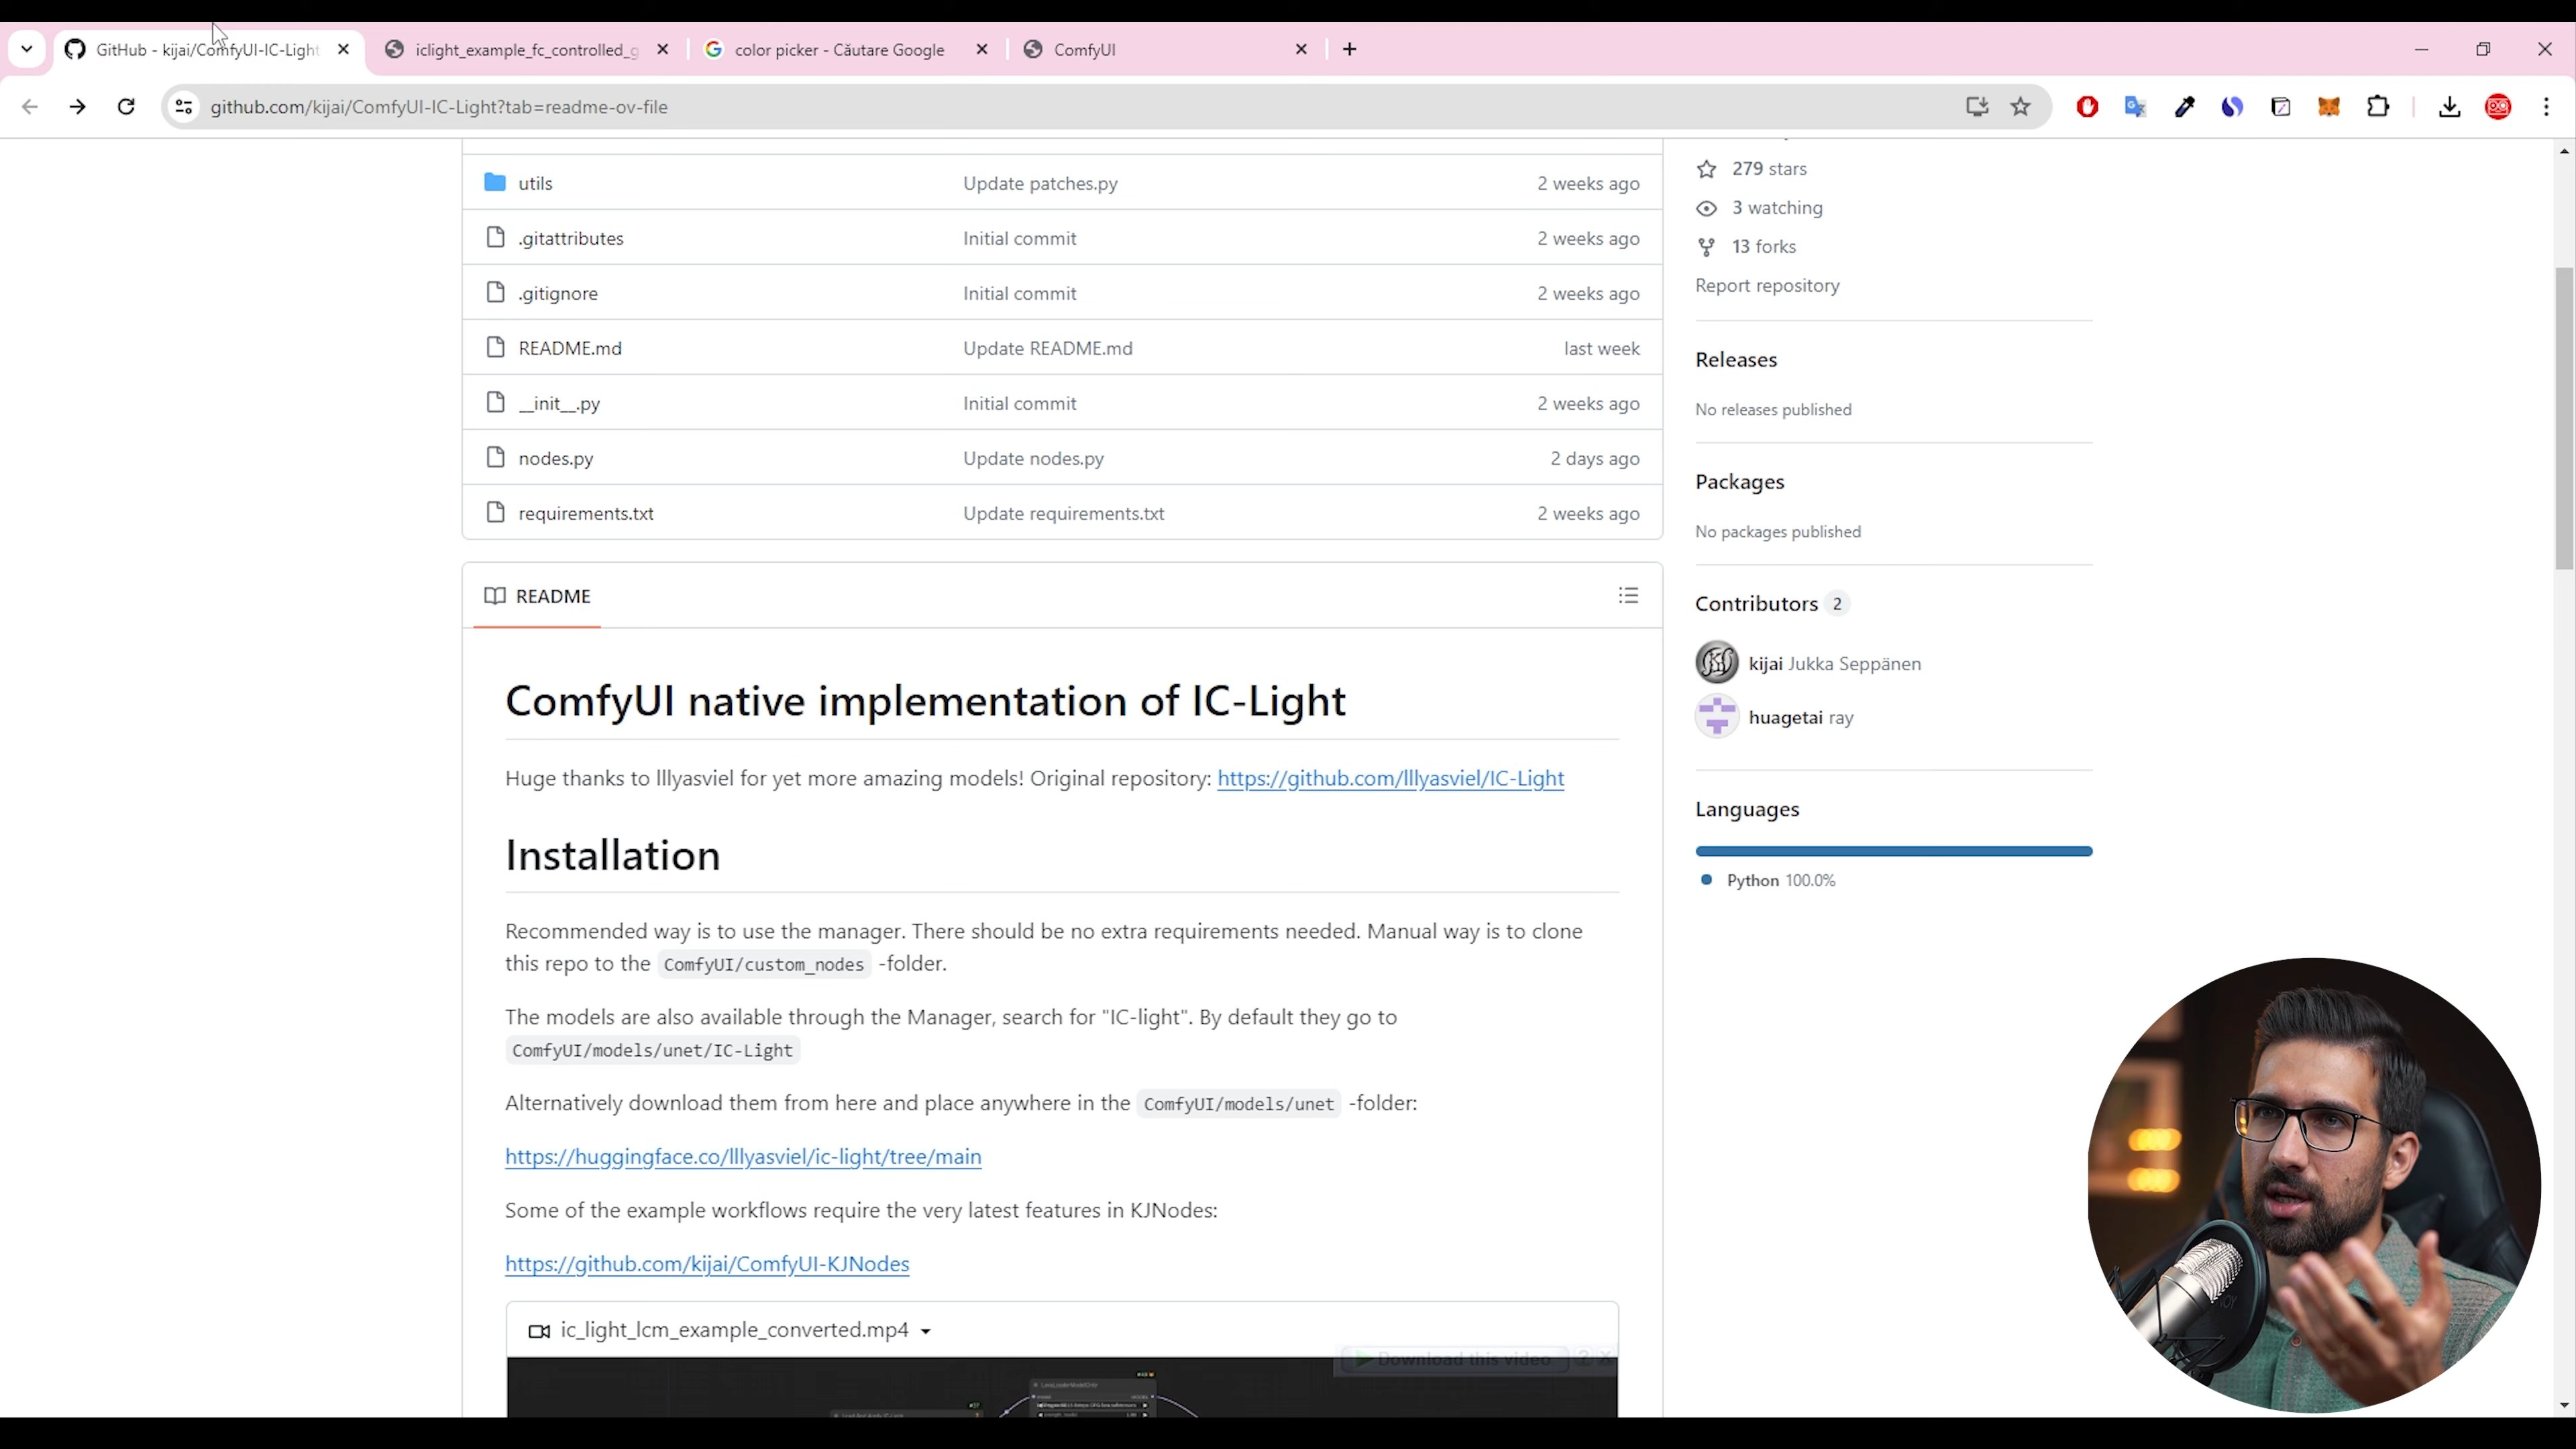 GitHub - kijai/ComfyUI-IC-Light
iclight_example_fc_controlled_g
color picker - Căutare Google
ComfyUI
github.com/kijai/ComfyUI-IC-Light?tab=readme-ov-file
utils Update patches.py 2 weeks ago
.gitattributes Initial commit 2 weeks ago
.gitignore Initial commit 2 weeks ago
README.md Update README.md last week
__init__.py Initial commit 2 weeks ago
nodes.py Update nodes.py 2 days ago
requirements.txt Update requirements.txt 2 weeks ago
README
ComfyUI native implementation of IC-Light
Huge thanks to lllyasviel for yet more amazing models! Original repository: https://github.com/lllyasviel/IC-Light
Installation
Recommended way is to use the manager. There should be no extra requirements needed. Manual way is to clone
this repo to the ComfyUI/custom_nodes -folder.
The models are also available through the Manager, search for "IC-light". By default they go to
ComfyUI/models/unet/IC-Light
Alternatively download them from here and place anywhere in the ComfyUI/models/unet -folder:
https://huggingface.co/lllyasviel/ic-light/tree/main
Some of the example workflows require the very latest features in KJNodes:
https://github.com/kijai/ComfyUI-KJNodes
ic_light_lcm_example_converted.mp4
Download this video
279 stars
3 watching
13 forks
Report repository
Releases
No releases published
Packages
No packages published
Contributors 2
kijai Jukka Seppänen
huagetai ray
Languages
Python 100.0%